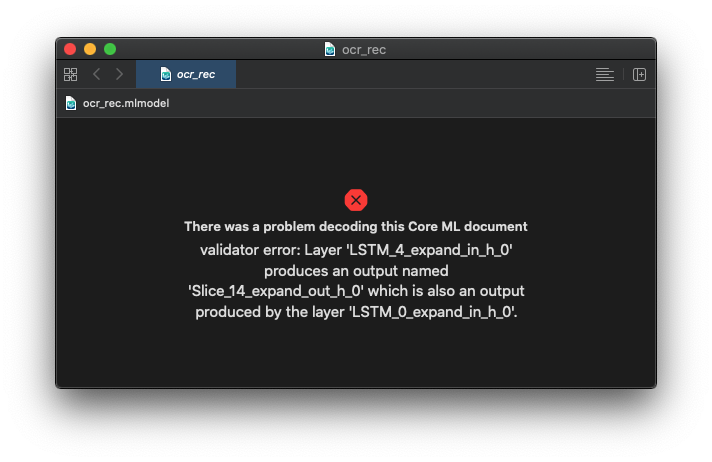 ocr_rec
ocr_rec
ocr_rec.mlmodel
There was a problem decoding this Core ML document
validator error: Layer 'LSTM_4_expand_in_h_0'
produces an output named
'Slice_14_expand_out_h_0' which is also an output
produced by the layer 'LSTM_0_expand_in_h_0'.